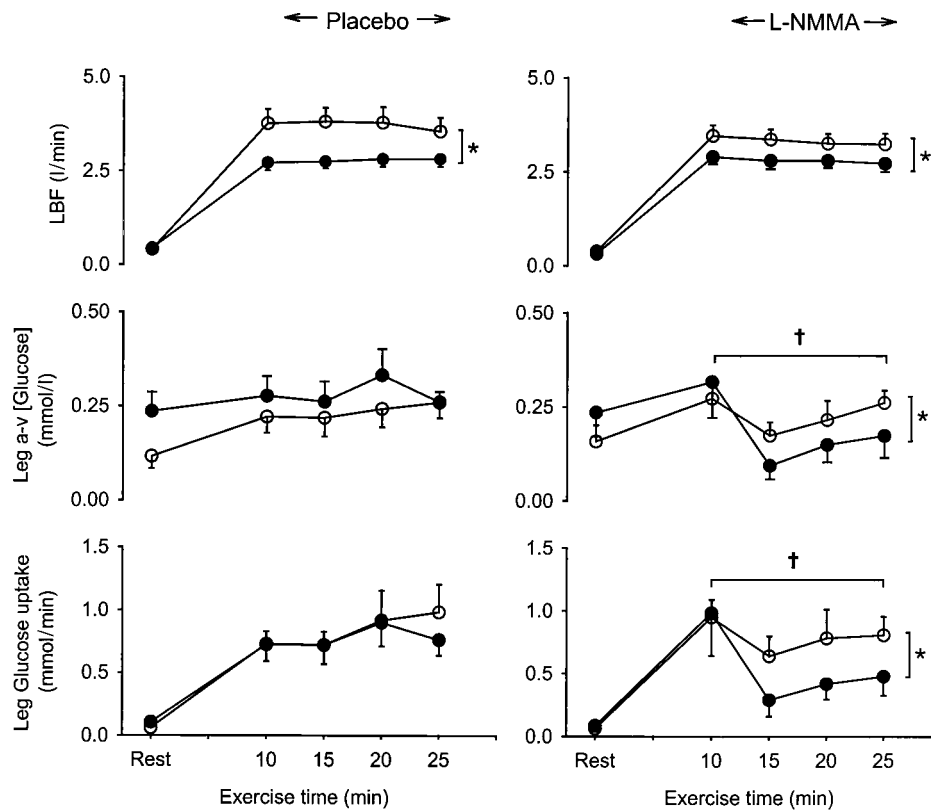 ← Placebo →
← L-NMMA →
LBF (l/min)
5.0
2.5
0.0
*
5.0
2.5
0.0
*
Leg a-v [Glucose]
(mmol/l)
0.50
0.25
0.00
0.50
0.25
0.00
†
*
Leg Glucose uptake
(mmol/min)
1.5
1.0
0.5
0.0
Rest 10 15 20 25
Exercise time (min)
1.5
1.0
0.5
0.0
†
*
Rest 10 15 20 25
Exercise time (min)